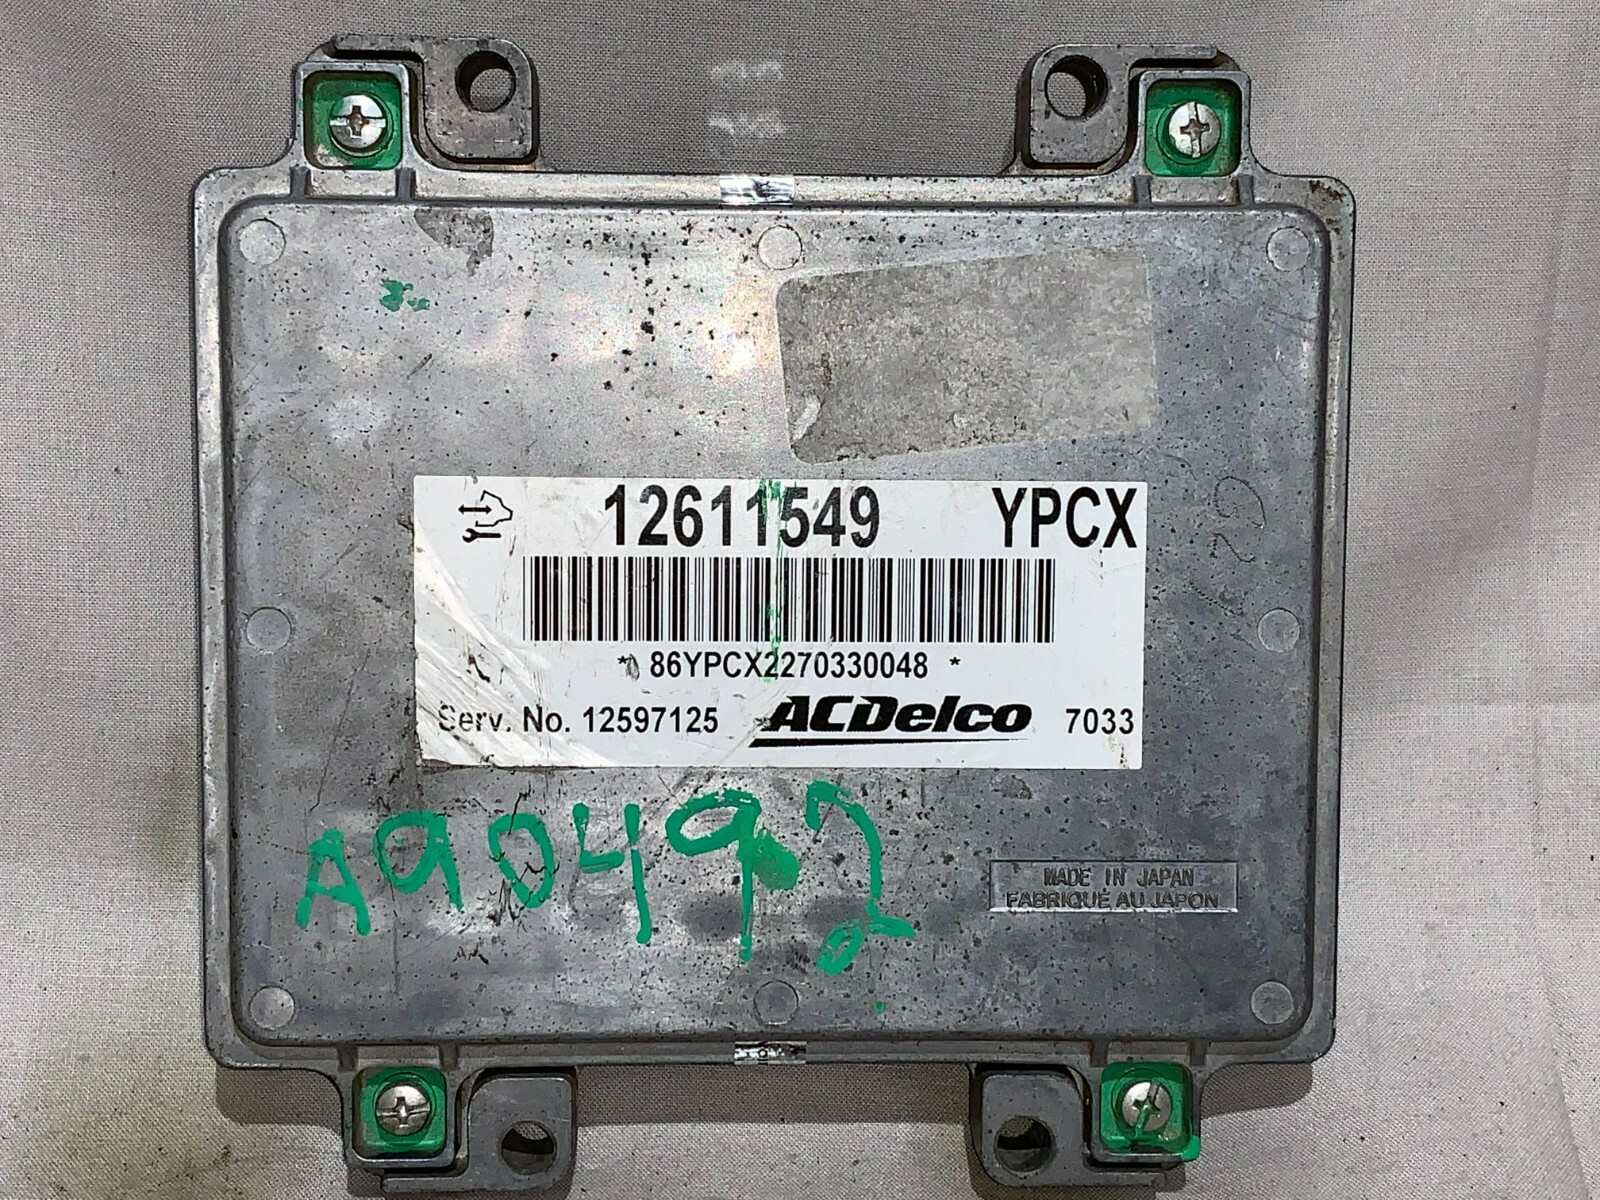 12611549 YPCX
* 86YPCX2270330048 *
Serv. No. 12597125 ACDelco 7033
A90492
MADE IN JAPAN
FABRIQUÉ AU JAPON